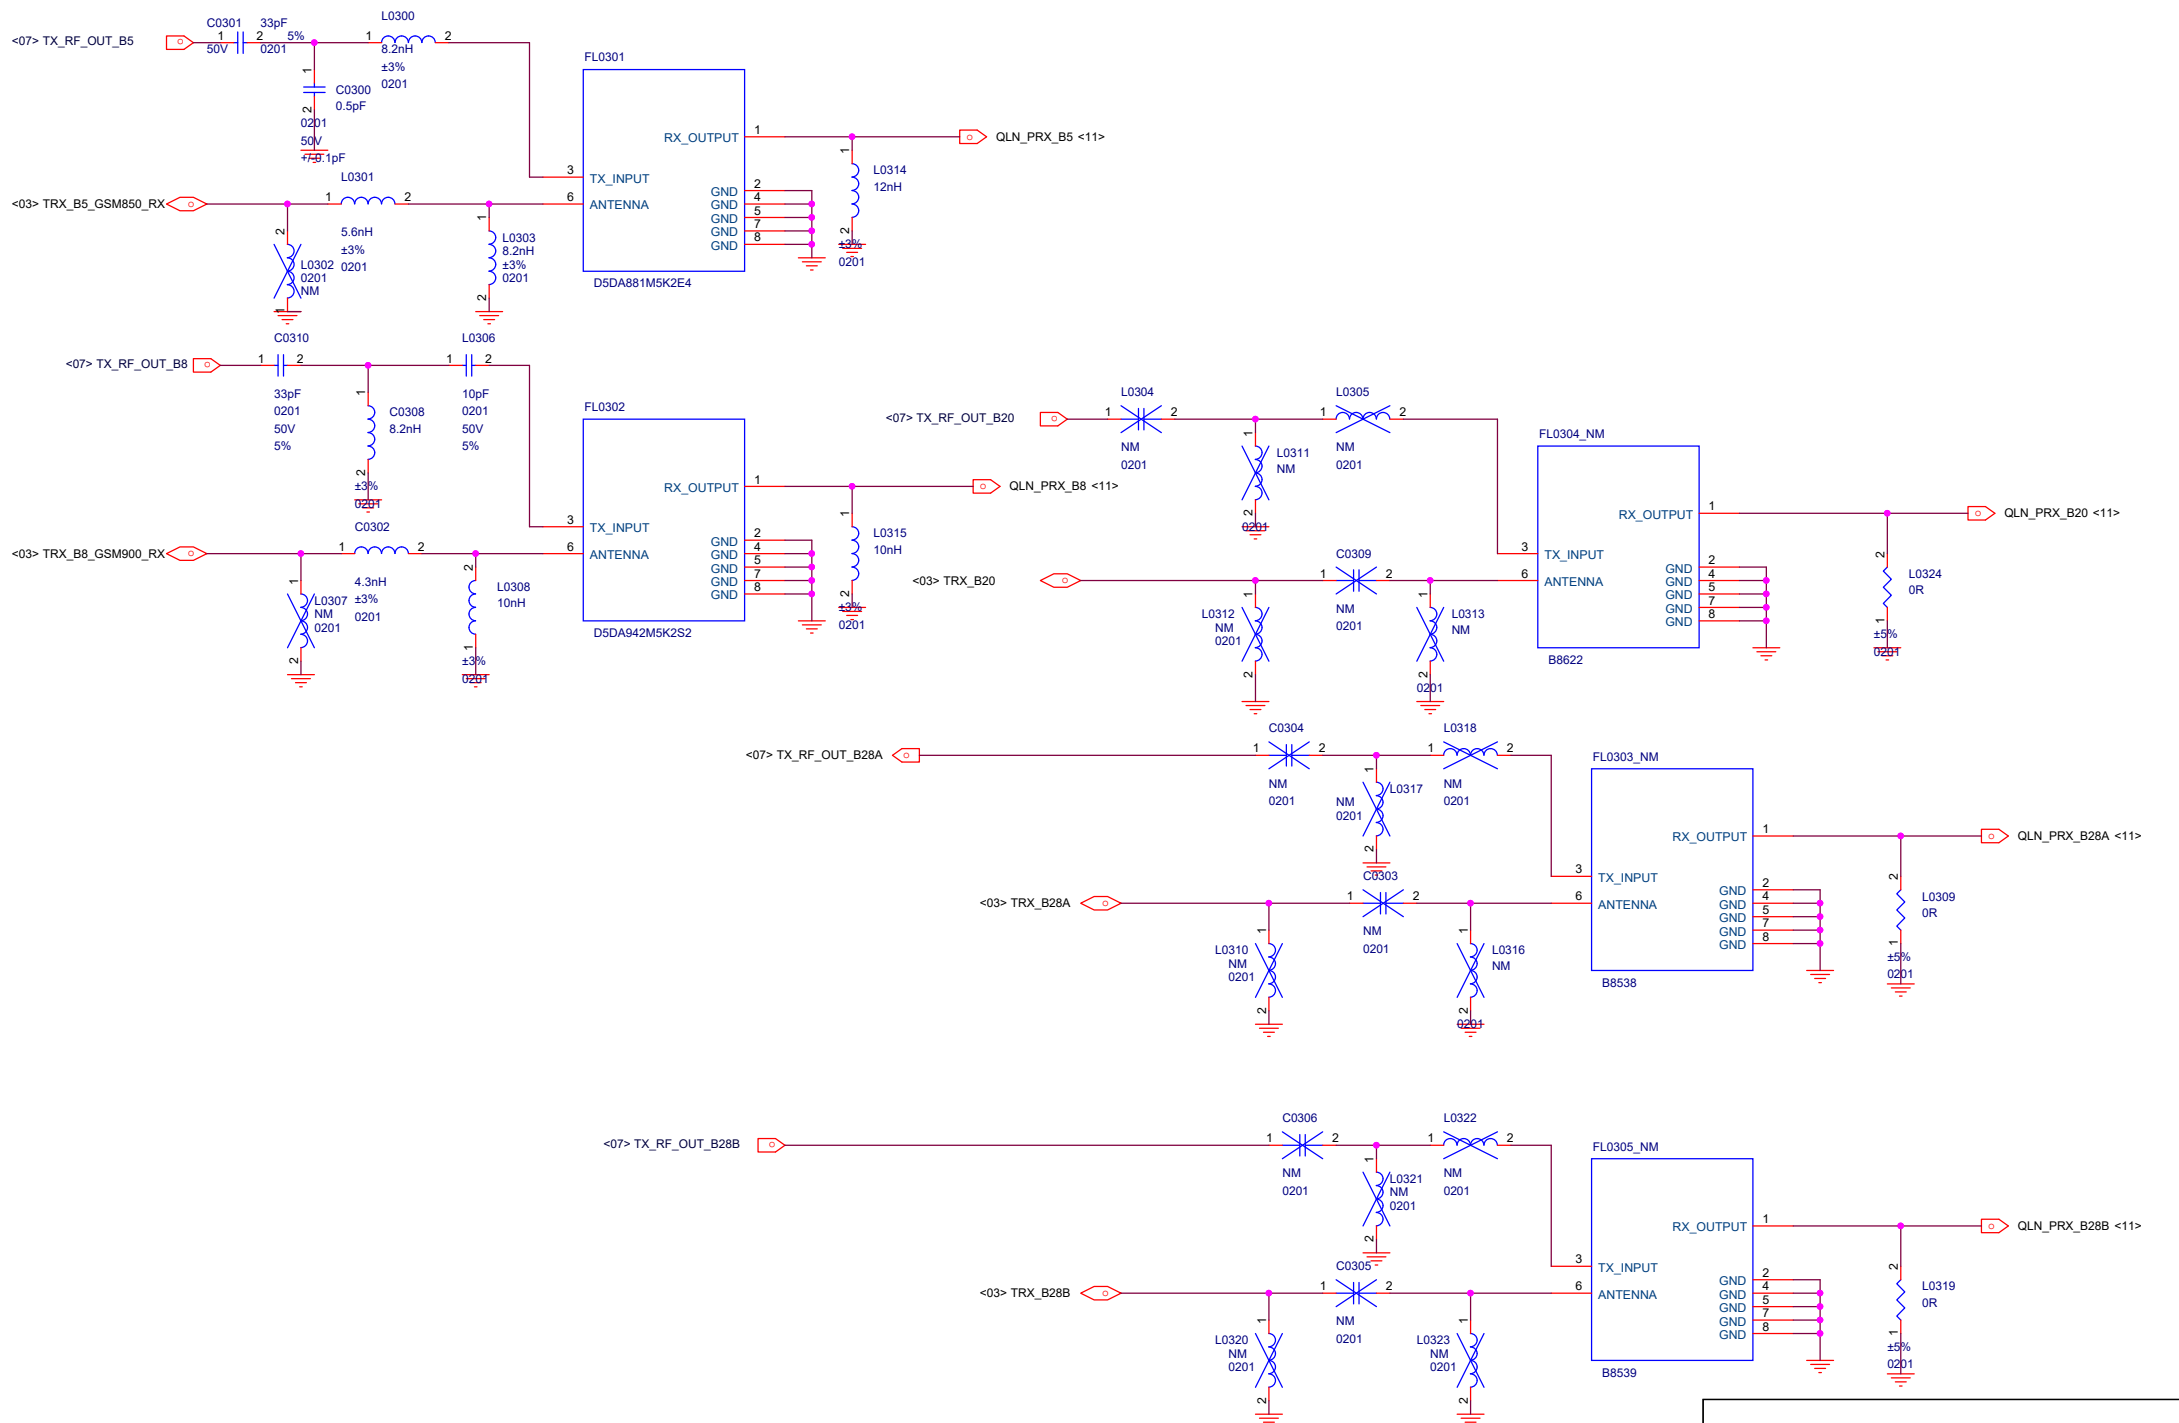 <07> TX_RF_OUT_B5
C0301
33pF
1
2
5%
50V
0201
L0300
1
2
8.2nH
±3%
0201
1
C0300
0.5pF
2
0201
50V
+/-0.1pF
FL0301
RX_OUTPUT
1
3
TX_INPUT
6
ANTENNA
GND
2
GND
4
GND
5
GND
7
GND
8
D5DA881M5K2E4
QLN_PRX_B5 <11>
1
L0314
12nH
2
±3%
0201
<03> TRX_B5_GSM850_RX
L0301
1
2
5.6nH
±3%
0201
2
L0302
0201
NM
1
1
L0303
8.2nH
±3%
0201
2
<07> TX_RF_OUT_B8
C0310
1
2
33pF
0201
50V
5%
L0306
1
2
10pF
0201
50V
5%
1
C0308
8.2nH
2
±3%
0201
FL0302
RX_OUTPUT
1
3
TX_INPUT
6
ANTENNA
GND
2
GND
4
GND
5
GND
7
GND
8
D5DA942M5K2S2
QLN_PRX_B8 <11>
1
L0315
10nH
2
±3%
0201
<03> TRX_B8_GSM900_RX
C0302
1
2
4.3nH
±3%
0201
1
L0307
NM
0201
2
2
L0308
10nH
1
±3%
0201
<07> TX_RF_OUT_B20
L0304
1
2
NM
0201
L0305
1
2
NM
0201
1
L0311
NM
2
0201
FL0304_NM
RX_OUTPUT
1
3
TX_INPUT
6
ANTENNA
GND
2
GND
4
GND
5
GND
7
GND
8
B8622
QLN_PRX_B20 <11>
2
L0324
0R
1
±5%
0201
<03> TRX_B20
C0309
1
2
NM
0201
1
L0312
NM
0201
2
1
L0313
NM
2
0201
<07> TX_RF_OUT_B28A
C0304
1
2
NM
0201
L0318
1
2
NM
0201
1
L0317
NM
0201
2
FL0303_NM
RX_OUTPUT
1
3
TX_INPUT
6
ANTENNA
GND
2
GND
4
GND
5
GND
7
GND
8
B8538
QLN_PRX_B28A <11>
2
L0309
0R
1
±5%
0201
<03> TRX_B28A
C0303
1
2
NM
0201
1
L0310
NM
0201
2
1
L0316
NM
2
0201
<07> TX_RF_OUT_B28B
C0306
1
2
NM
0201
L0322
1
2
NM
0201
1
L0321
NM
0201
2
FL0305_NM
RX_OUTPUT
1
3
TX_INPUT
6
ANTENNA
GND
2
GND
4
GND
5
GND
7
GND
8
B8539
QLN_PRX_B28B <11>
2
L0319
0R
1
±5%
0201
<03> TRX_B28B
C0305
1
2
NM
0201
1
L0320
NM
0201
2
1
L0323
NM
0201
2